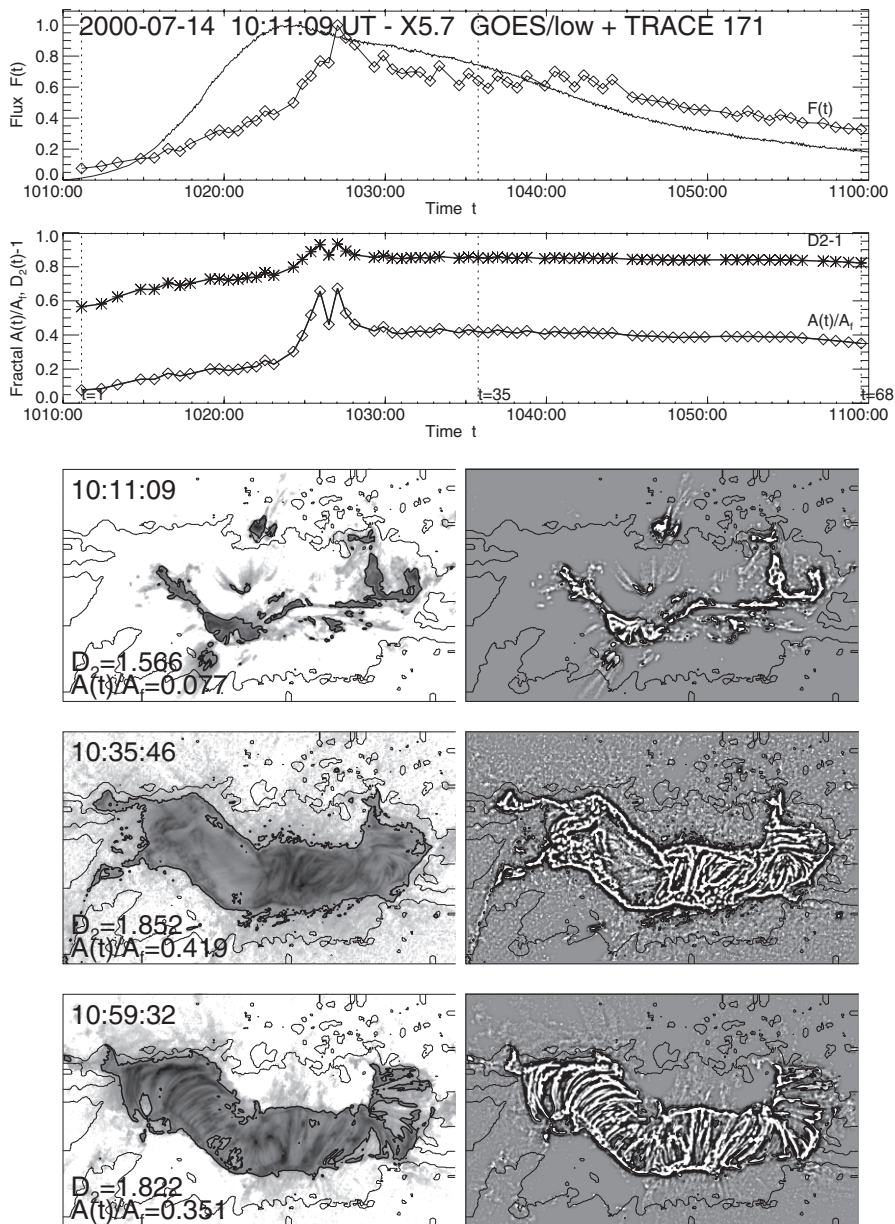 2000-07-14 10:11:09 UT - X5.7 GOES/low + TRACE 171
Flux F(t)
1.0
0.8
0.6
0.4
0.2
0.0
F(t)
1010:00 1020:00 1030:00 1040:00 1050:00 1100:00
Time t
Fractal A(t)/A_f, D_2(t)-1
1.0
0.8
0.6
0.4
0.2
0.0
D2-1
A(t)/A_f
t=1 t=35 t=68
1010:00 1020:00 1030:00 1040:00 1050:00 1100:00
Time t
10:11:09
D_2=1.566
A(t)/A_f=0.077
10:35:46
D_2=1.852
A(t)/A_f=0.419
10:59:32
D_2=1.822
A(t)/A_f=0.351